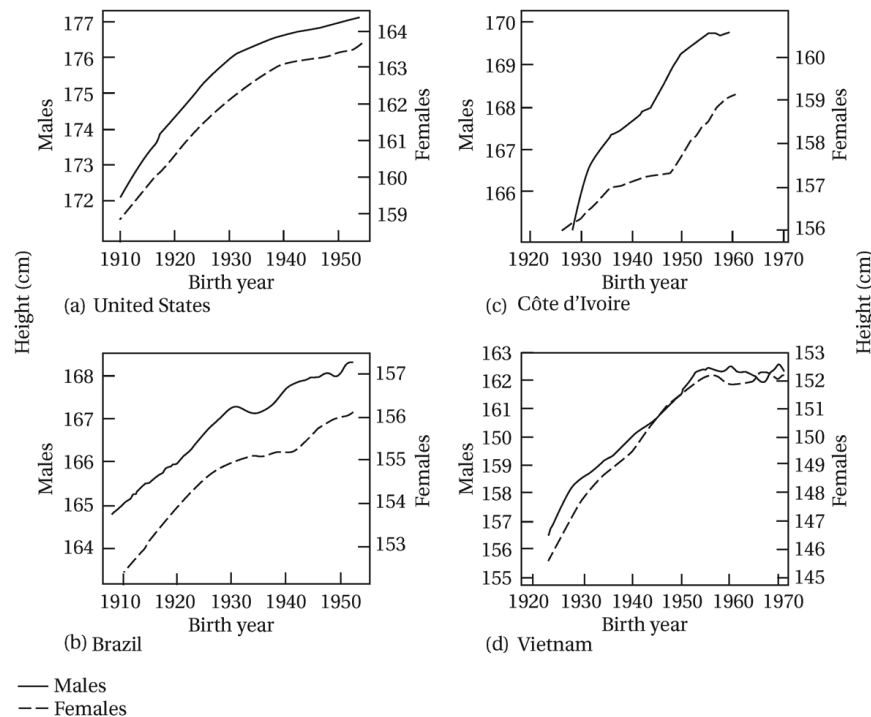 Height (cm)
Males
177
176
175
174
173
172
164
163
162
161
160
159
Females
1910 1920 1930 1940 1950
Birth year
(a) United States
Males
170
169
168
167
166
160
159
158
157
156
Females
1920 1930 1940 1950 1960 1970
Birth year
(c) Côte d'Ivoire
Height (cm)
Males
168
167
166
165
164
157
156
155
154
153
Females
1910 1920 1930 1940 1950
Birth year
(b) Brazil
Males
163
162
161
150
159
158
157
156
155
153
152
151
150
149
148
147
146
145
Females
1920 1930 1940 1950 1960 1970
Birth year
(d) Vietnam
Males
Females